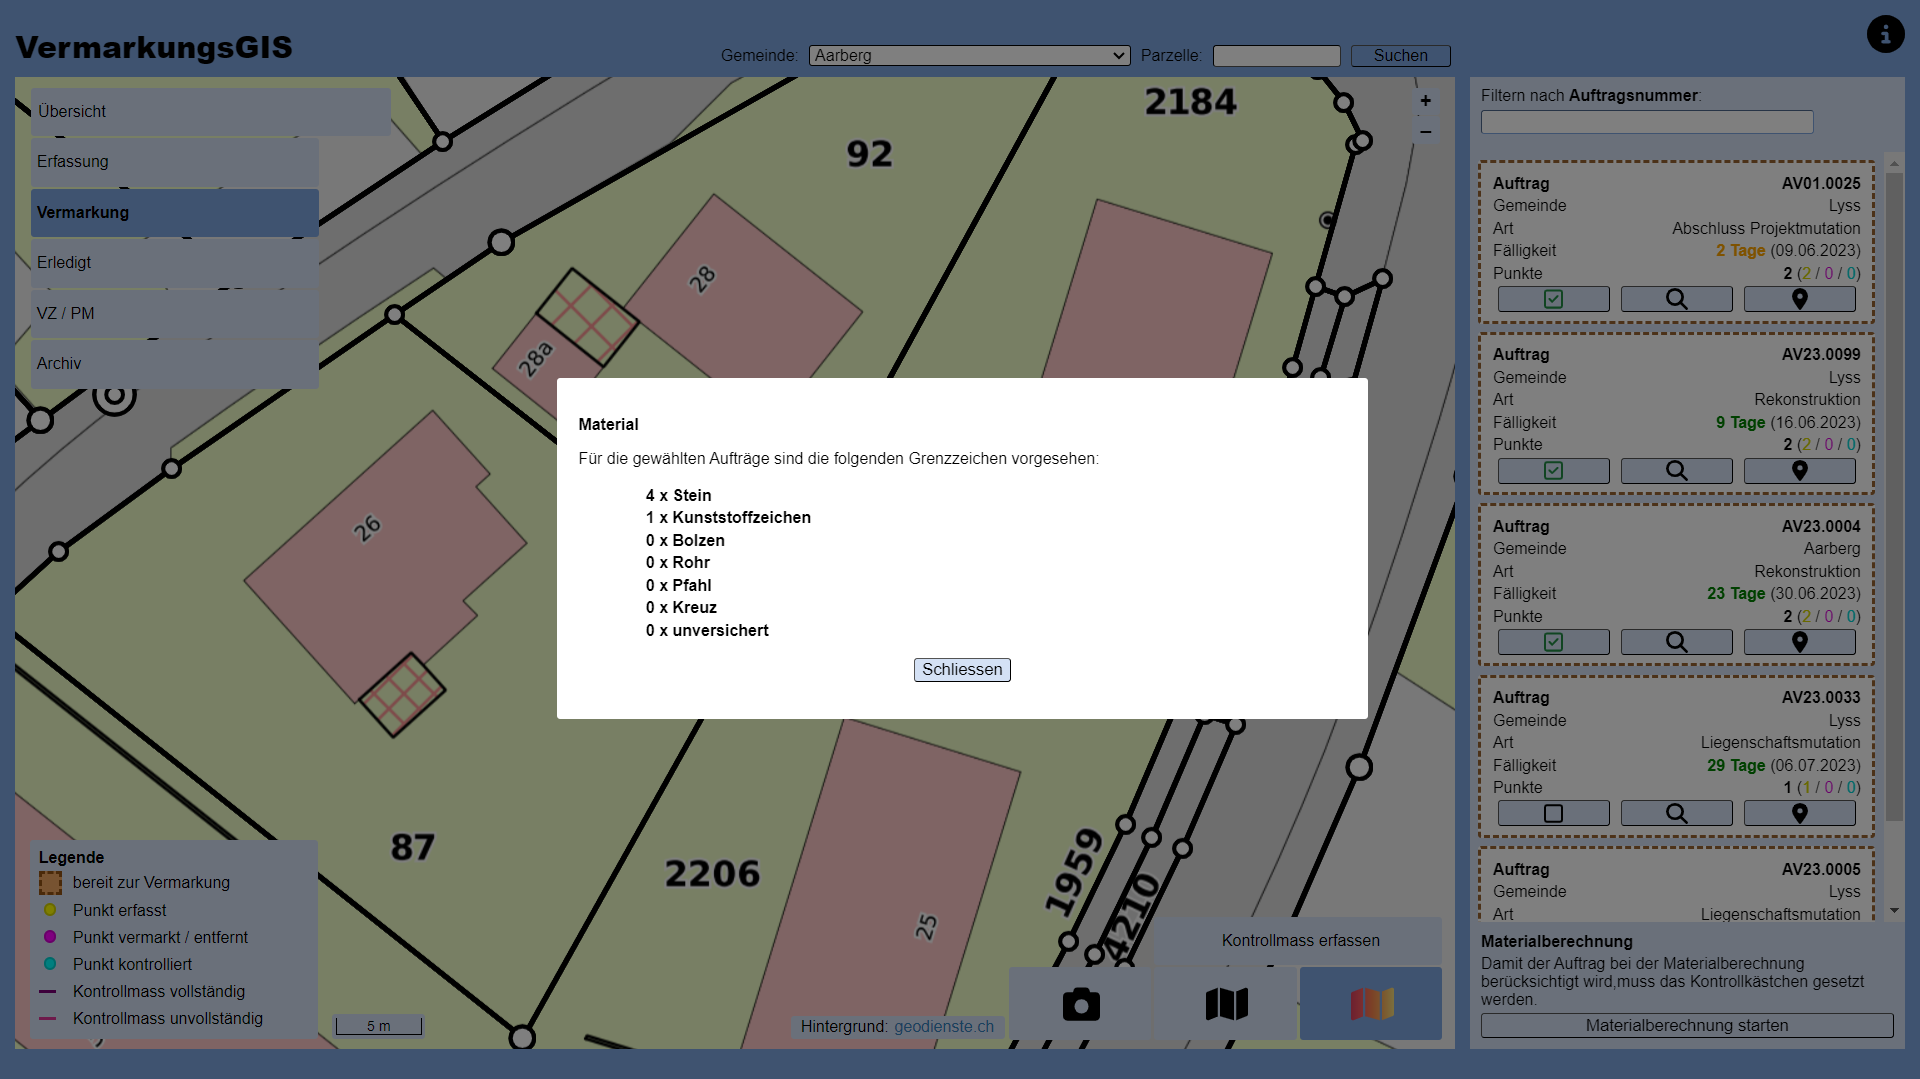 VermarkungsGIS
Gemeinde: Aarberg Parzelle: Suchen
Übersicht
Erfassung
Vermarkung
Erledigt
VZ / PM
Archiv
92
2184
28
28a
26
87
2206
25
1959
4210
+
−
Material
Für die gewählten Aufträge sind die folgenden Grenzzeichen vorgesehen:
4 x Stein
1 x Kunststoffzeichen
0 x Bolzen
0 x Rohr
0 x Pfahl
0 x Kreuz
0 x unversichert
Schliessen
Legende
bereit zur Vermarkung
Punkt erfasst
Punkt vermarkt / entfernt
Punkt kontrolliert
Kontrollmass vollständig
Kontrollmass unvollständig
5 m
Hintergrund: geodienste.ch
Kontrollmass erfassen
Filtern nach Auftragsnummer:
Auftrag AV01.0025
Gemeinde Lyss
Art Abschluss Projektmutation
Fälligkeit 2 Tage (09.06.2023)
Punkte 2 (2 / 0 / 0)
Auftrag AV23.0099
Gemeinde Lyss
Art Rekonstruktion
Fälligkeit 9 Tage (16.06.2023)
Punkte 2 (2 / 0 / 0)
Auftrag AV23.0004
Gemeinde Aarberg
Art Rekonstruktion
Fälligkeit 23 Tage (30.06.2023)
Punkte 2 (2 / 0 / 0)
Auftrag AV23.0033
Gemeinde Lyss
Art Liegenschaftsmutation
Fälligkeit 29 Tage (06.07.2023)
Punkte 1 (1 / 0 / 0)
Auftrag AV23.0005
Gemeinde Lyss
Art Liegenschaftsmutation
Materialberechnung
Damit der Auftrag bei der Materialberechnung
berücksichtigt wird,muss das Kontrollkästchen gesetzt
werden.
Materialberechnung starten